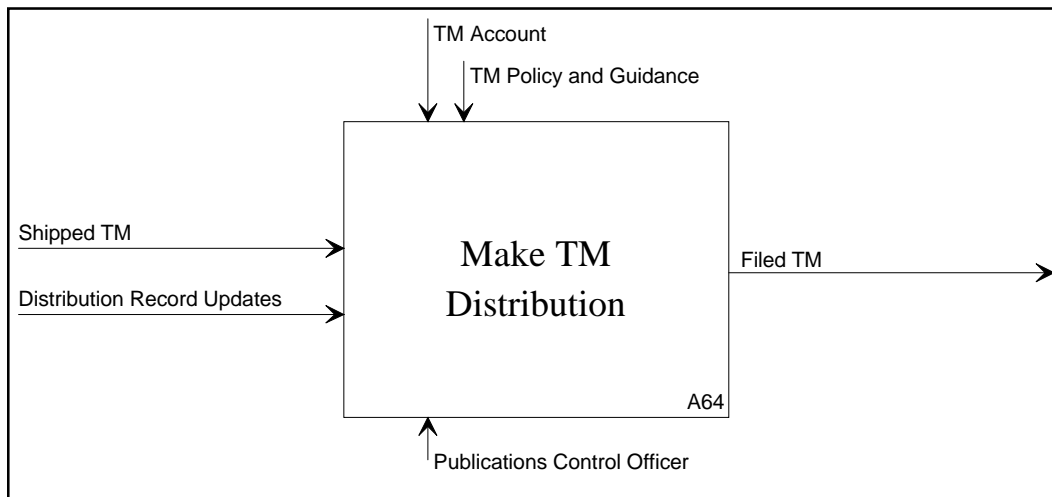 TM Account
TM Policy and Guidance
Shipped TM
Make TM
Distribution
Filed TM
Distribution Record Updates
A64
Publications Control Officer